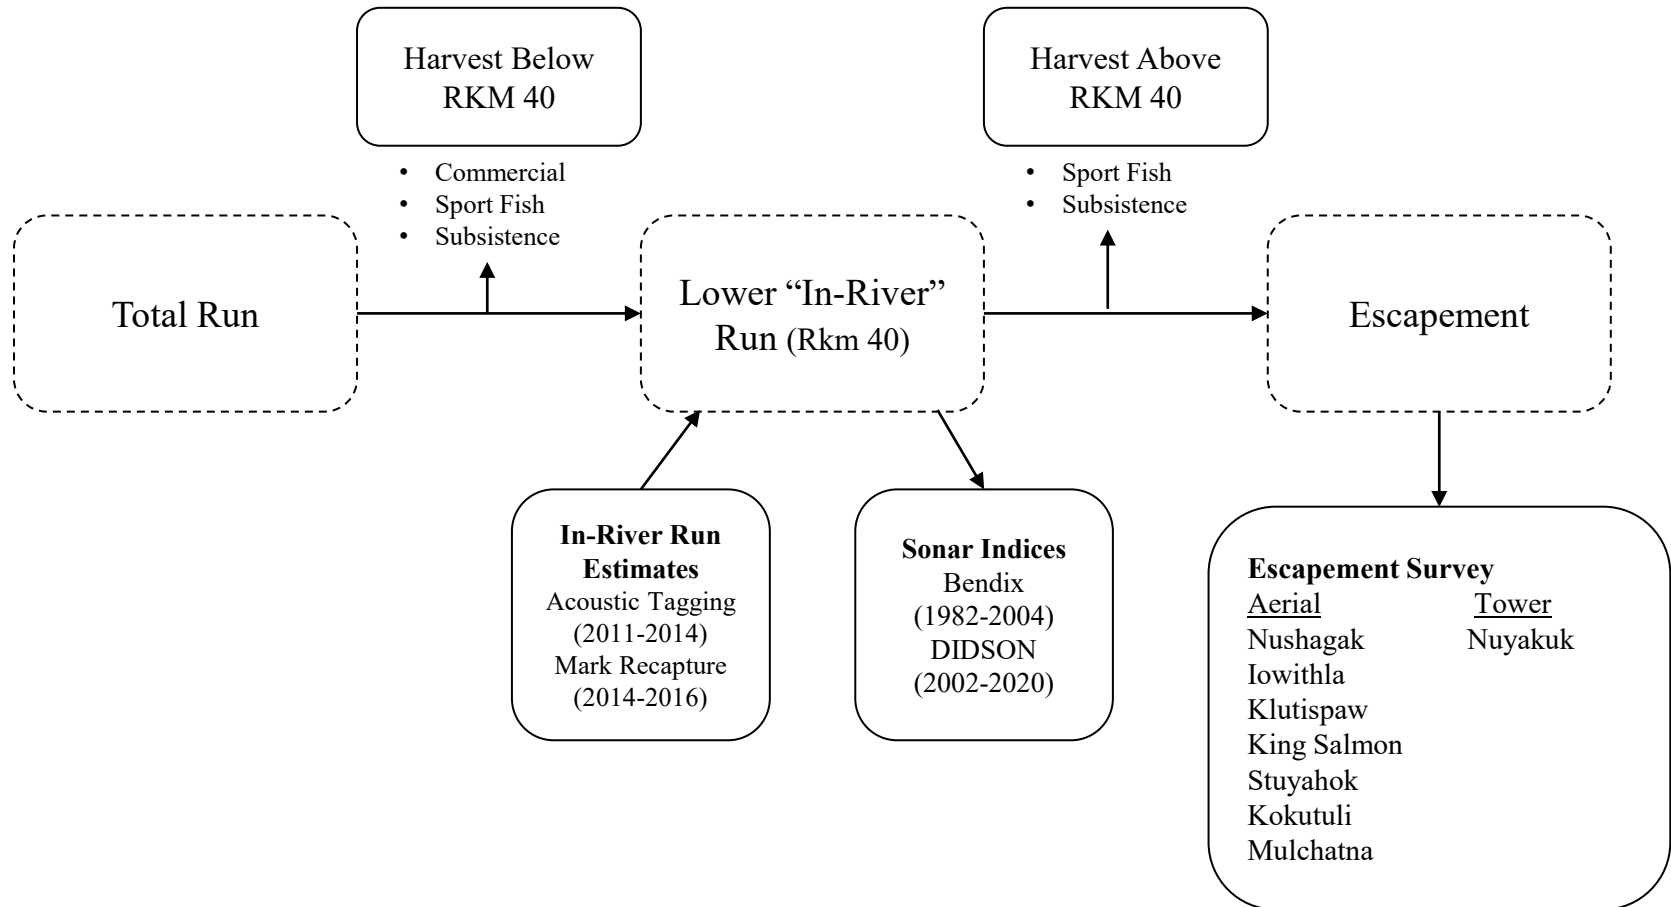 Harvest Below
RKM 40
• Commercial
• Sport Fish
• Subsistence
Harvest Above
RKM 40
• Sport Fish
• Subsistence
Total Run
Lower “In-River”
Run (Rkm 40)
Escapement
In-River Run
Estimates
Acoustic Tagging
(2011-2014)
Mark Recapture
(2014-2016)
Sonar Indices
Bendix
(1982-2004)
DIDSON
(2002-2020)
Escapement Survey
Aerial Tower
Nushagak Nuyakuk
Iowithla
Klutispaw
King Salmon
Stuyahok
Kokutuli
Mulchatna